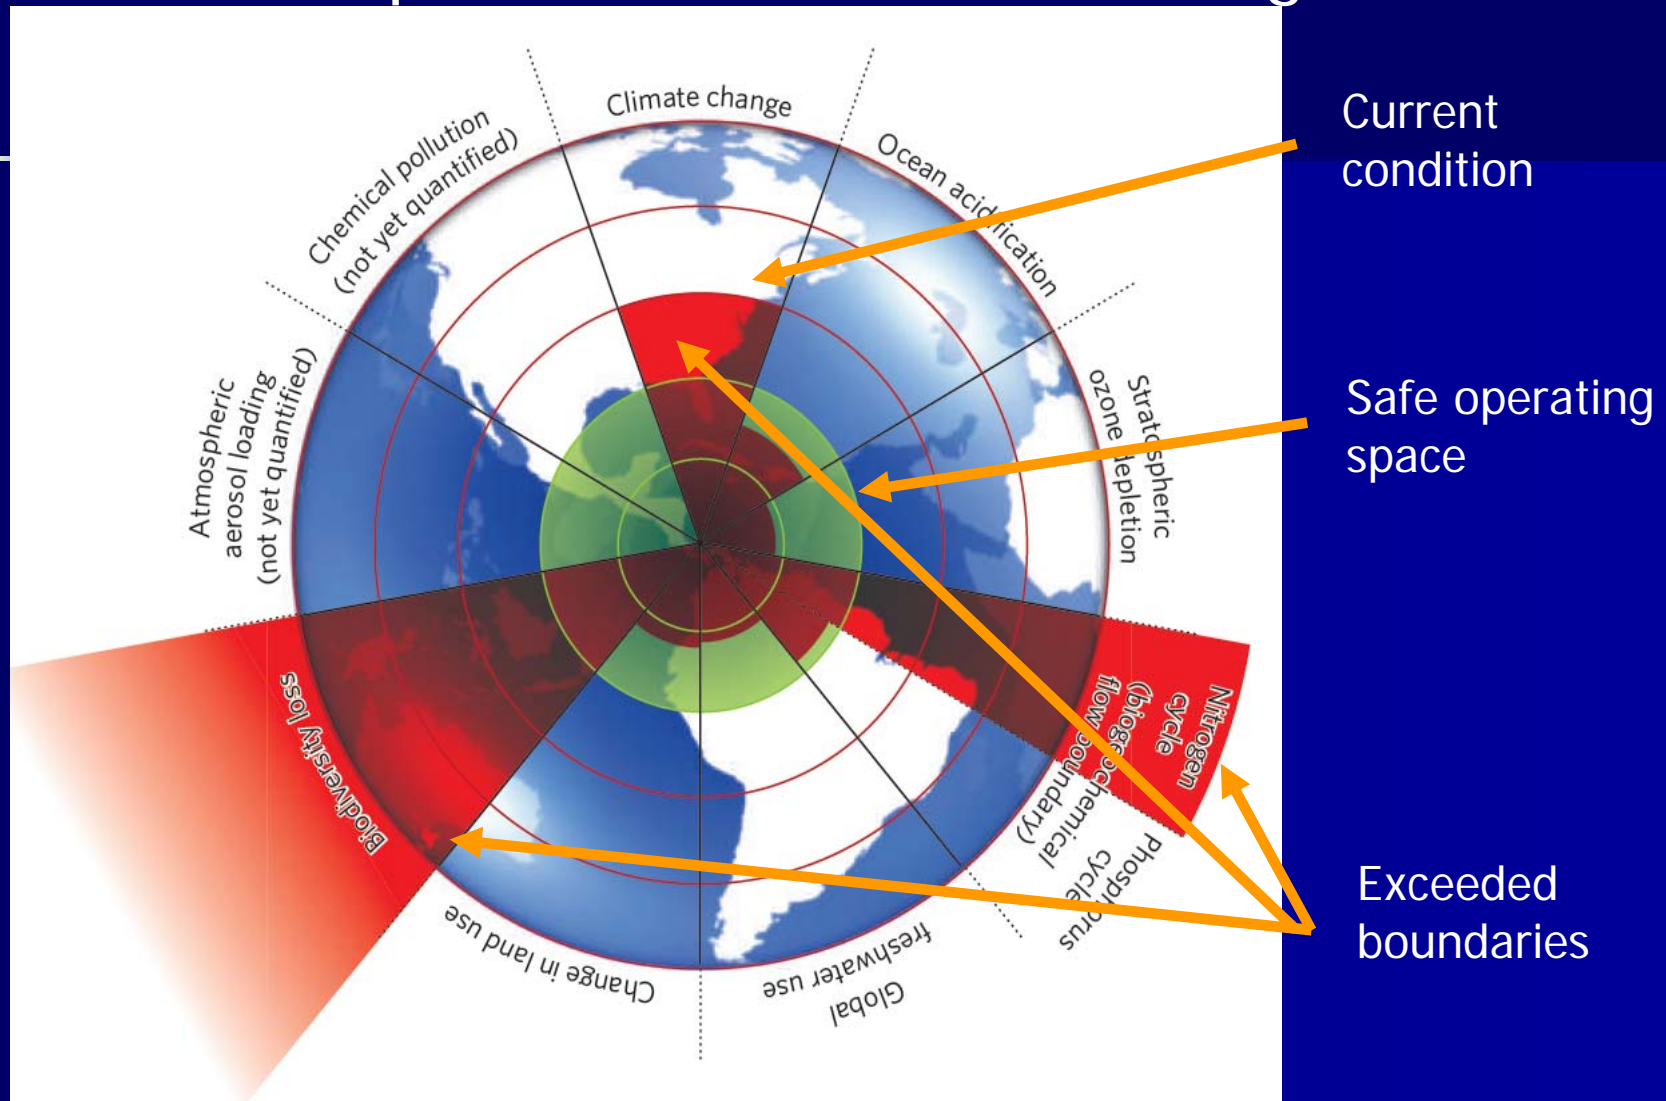 Climate change
Ocean acidification
Stratospheric
ozone depletion
Nitrogen
cycle
(biogeochemical
flow boundary)
Phosphorus
cycle
Global
freshwater use
Change in land use
Biodiversity loss
Atmospheric
aerosol loading
(not yet quantified)
Chemical pollution
(not yet quantified)
Current
condition
Safe operating
space
Exceeded
boundaries